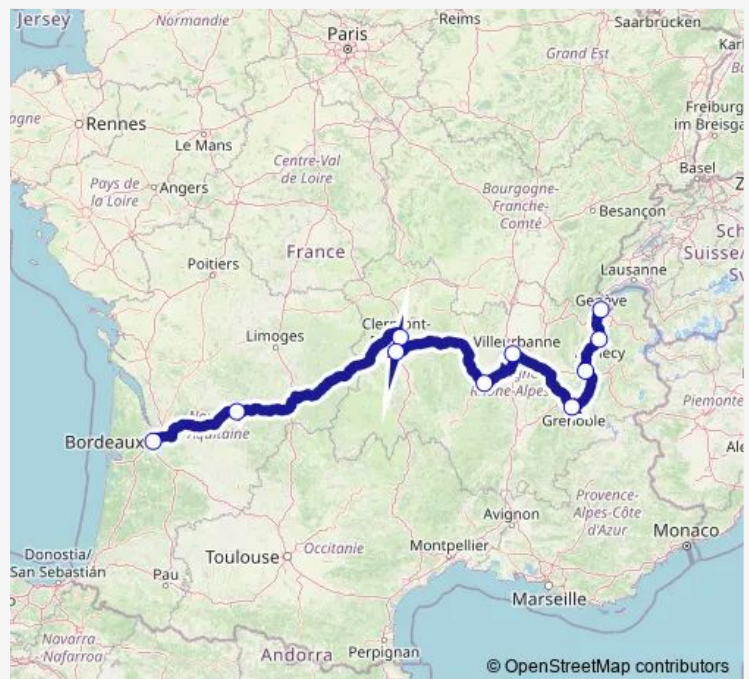 Jersey
Normandie
Paris
Reims
Saarbrücken
Grand Est
Rennes
Le Mans
Freiburg
im Breisga
Centre-Val
de Loire
Pays de
la Loire
Angers
Bourgogne-
Franche-
Comté
Basel
Besançon
France
Poitiers
Lausanne
Suisse/
Genève
Limoges
Villeurbanne
Grenoble
Bordeaux
Piemonte
Provence-
Alpes-Côte
d'Azur
Avignon
Monaco
Donostia/
San Sebastián
Pau
Toulouse
Occitanie
Montpellier
Marseille
Navarra
- Nafarroa
Andorra
Perpignan
© OpenStreetMap contributors